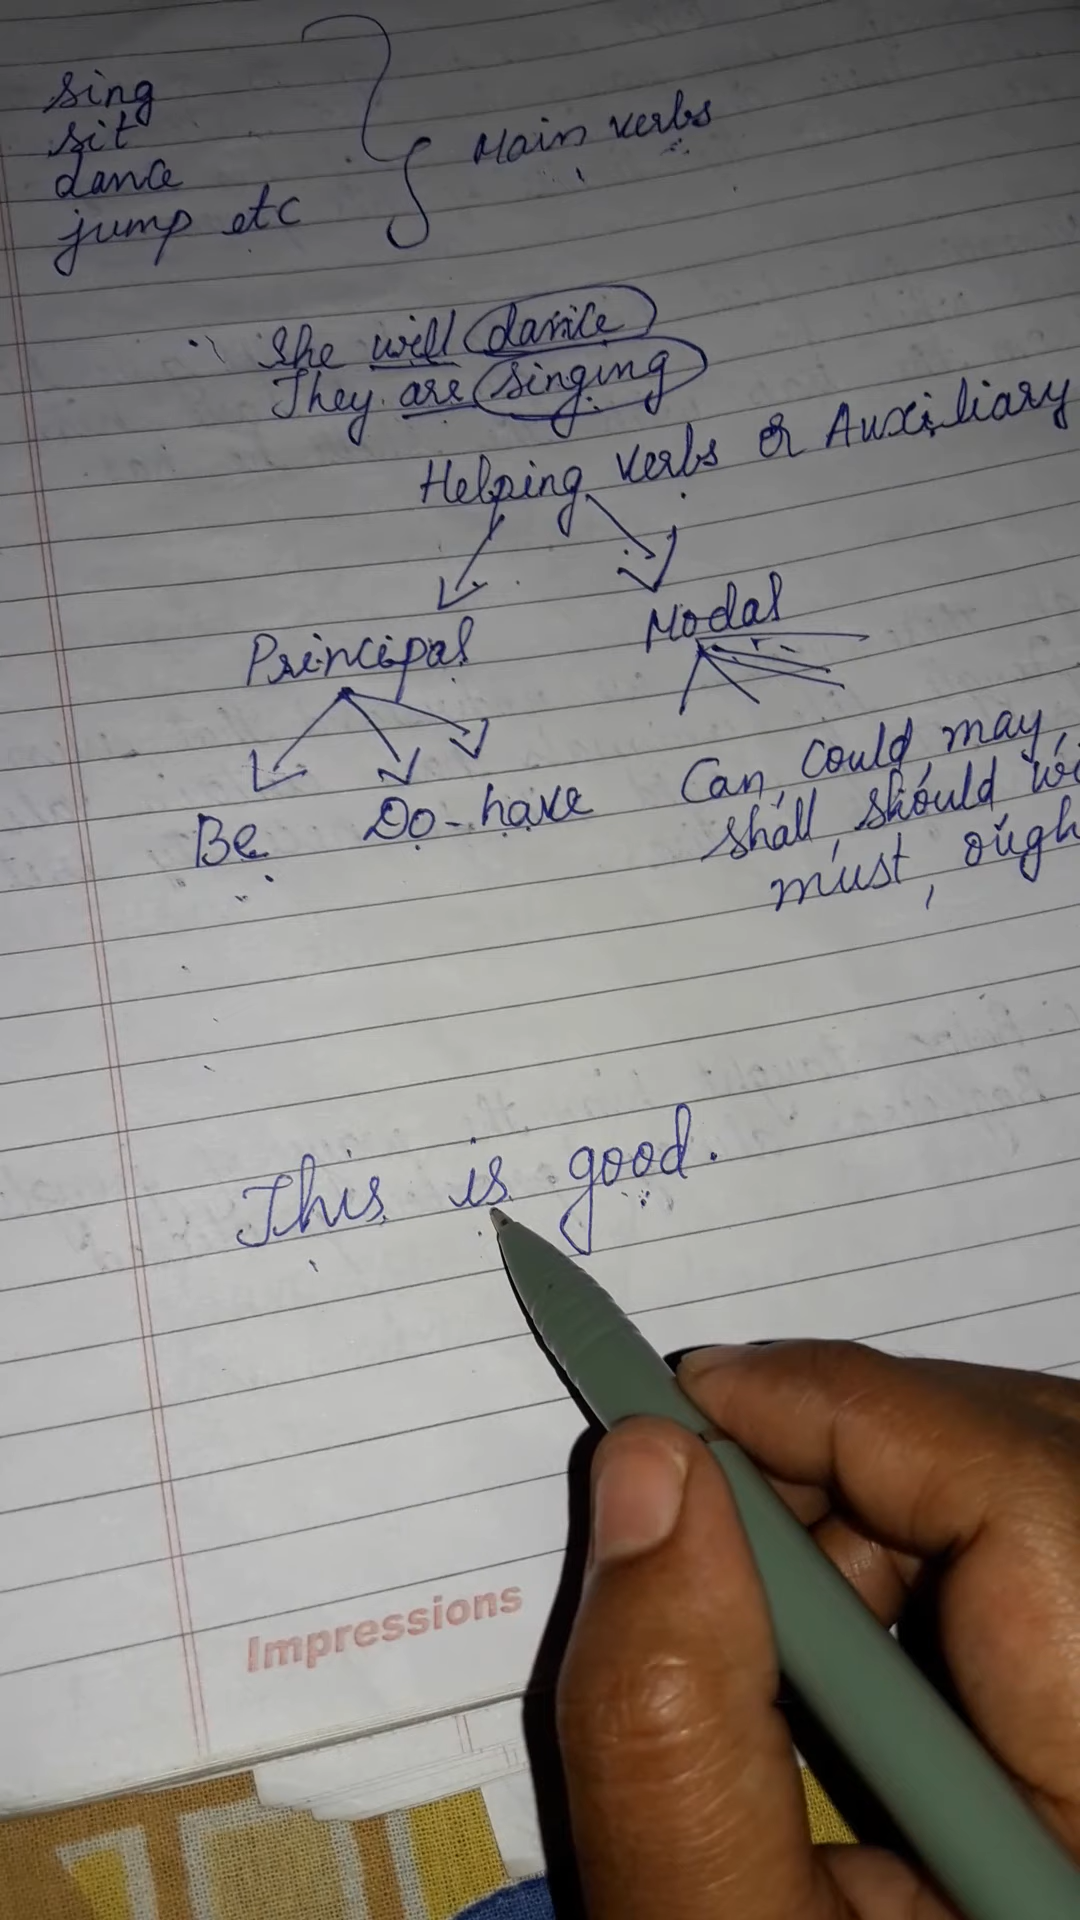 sing
sit
dance
jump etc
Main verbs
She will dance
They are singing
Helping verbs or Auxiliary
Principal
Modal
Be Do - have
Can, could, may,
shall, should
must,
This is good.
Impressions